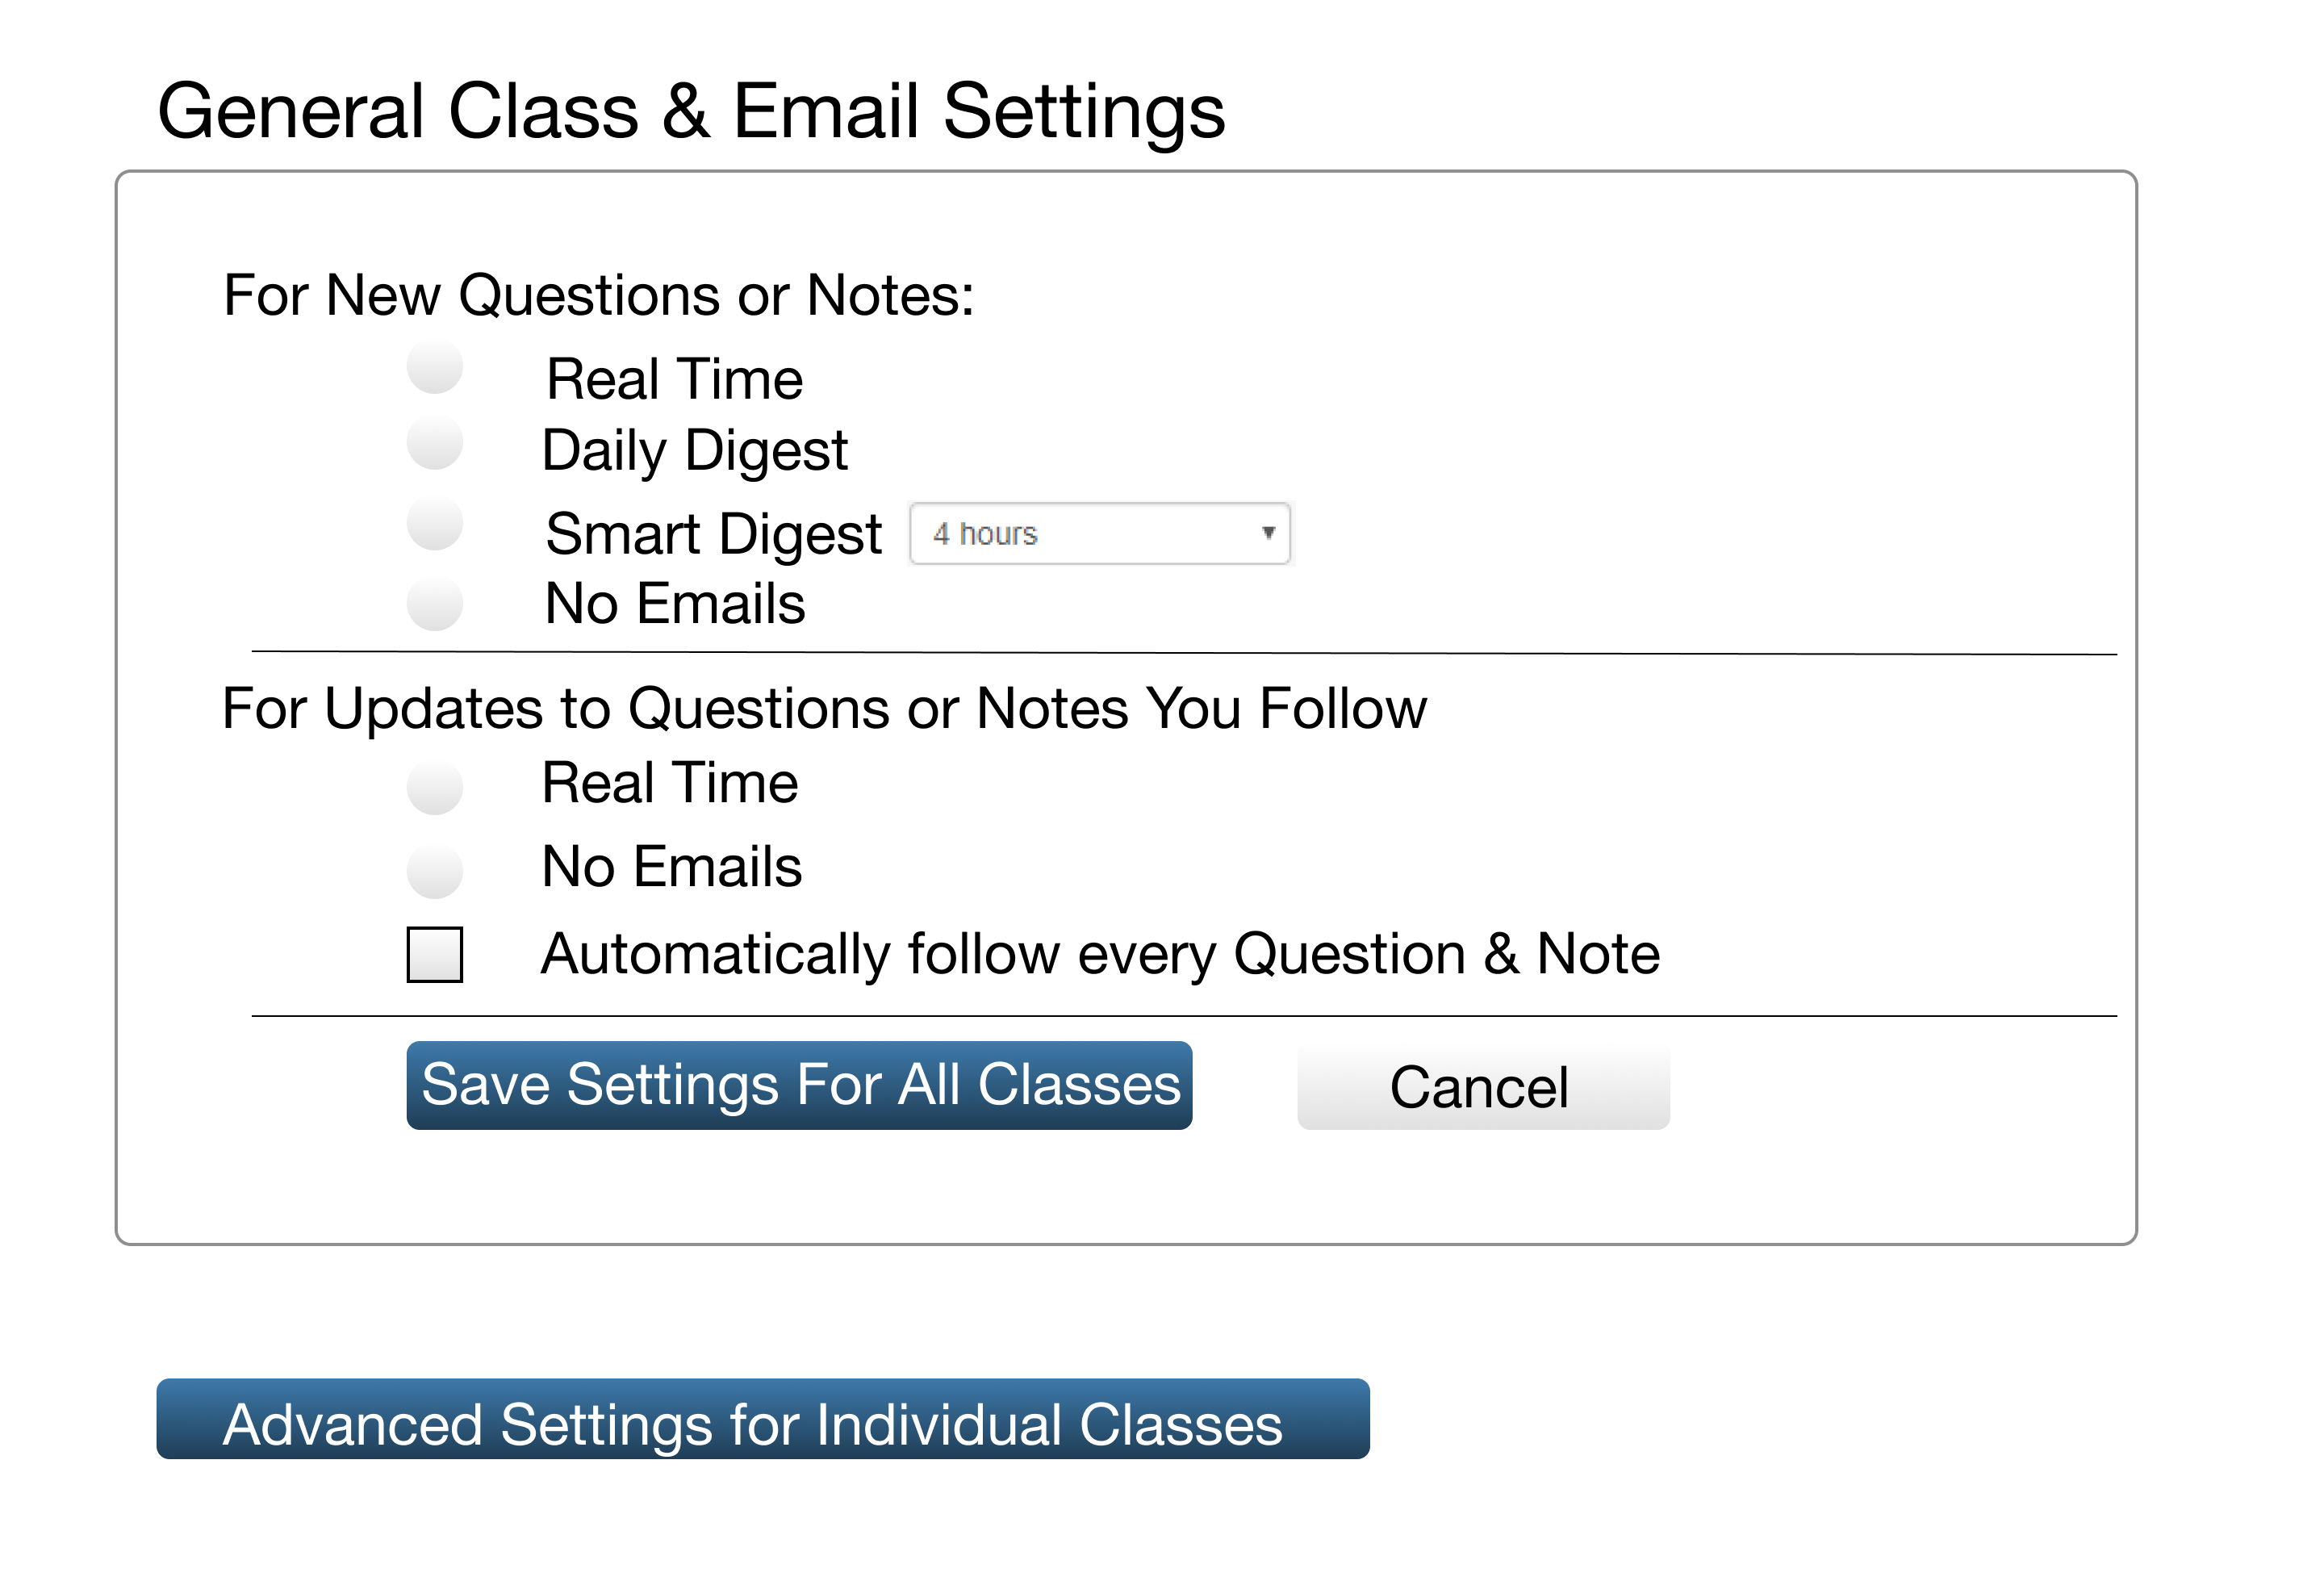 General Class & Email Settings
For New Questions or Notes:
Real Time
Daily Digest
Smart Digest 4 hours
No Emails
For Updates to Questions or Notes You Follow
Real Time
No Emails
Automatically follow every Question & Note
Save Settings For All Classes Cancel
Advanced Settings for Individual Classes